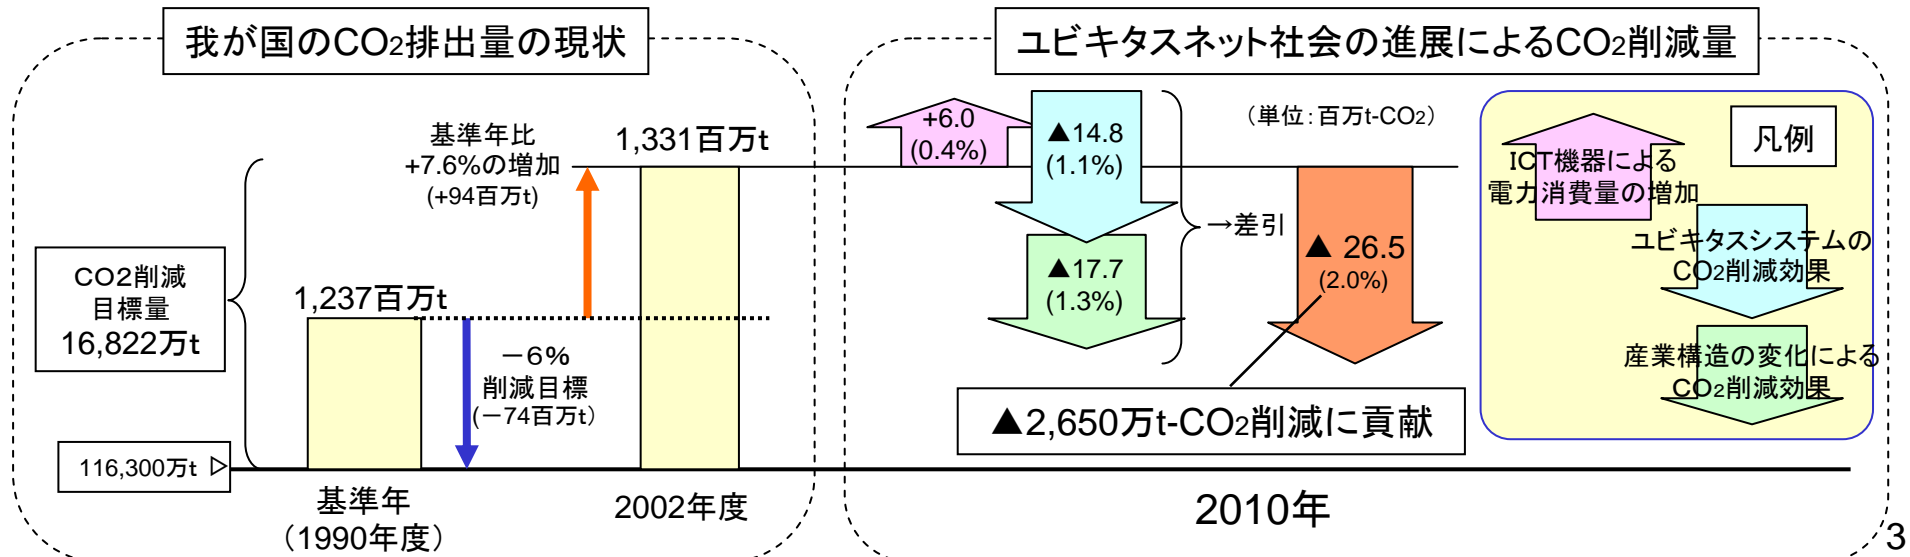 我が国のCO2排出量の現状
基準年比
+7.6%の増加
(+94百万t)
1,331百万t
CO2削減
目標量
16,822万t
1,237百万t
－6%
削減目標
(－74百万t)
116,300万t ▷
基準年
(1990年度)
2002年度
ユビキタスネット社会の進展によるCO2削減量
+6.0
(0.4%)
▲14.8
(1.1%)
▲17.7
(1.3%)
→差引
(単位：百万t-CO2)
▲ 26.5
(2.0%)
▲2,650万t-CO2削減に貢献
凡例
ICT機器による
電力消費量の増加
ユビキタスシステムの
CO2削減効果
産業構造の変化による
CO2削減効果
2010年
3